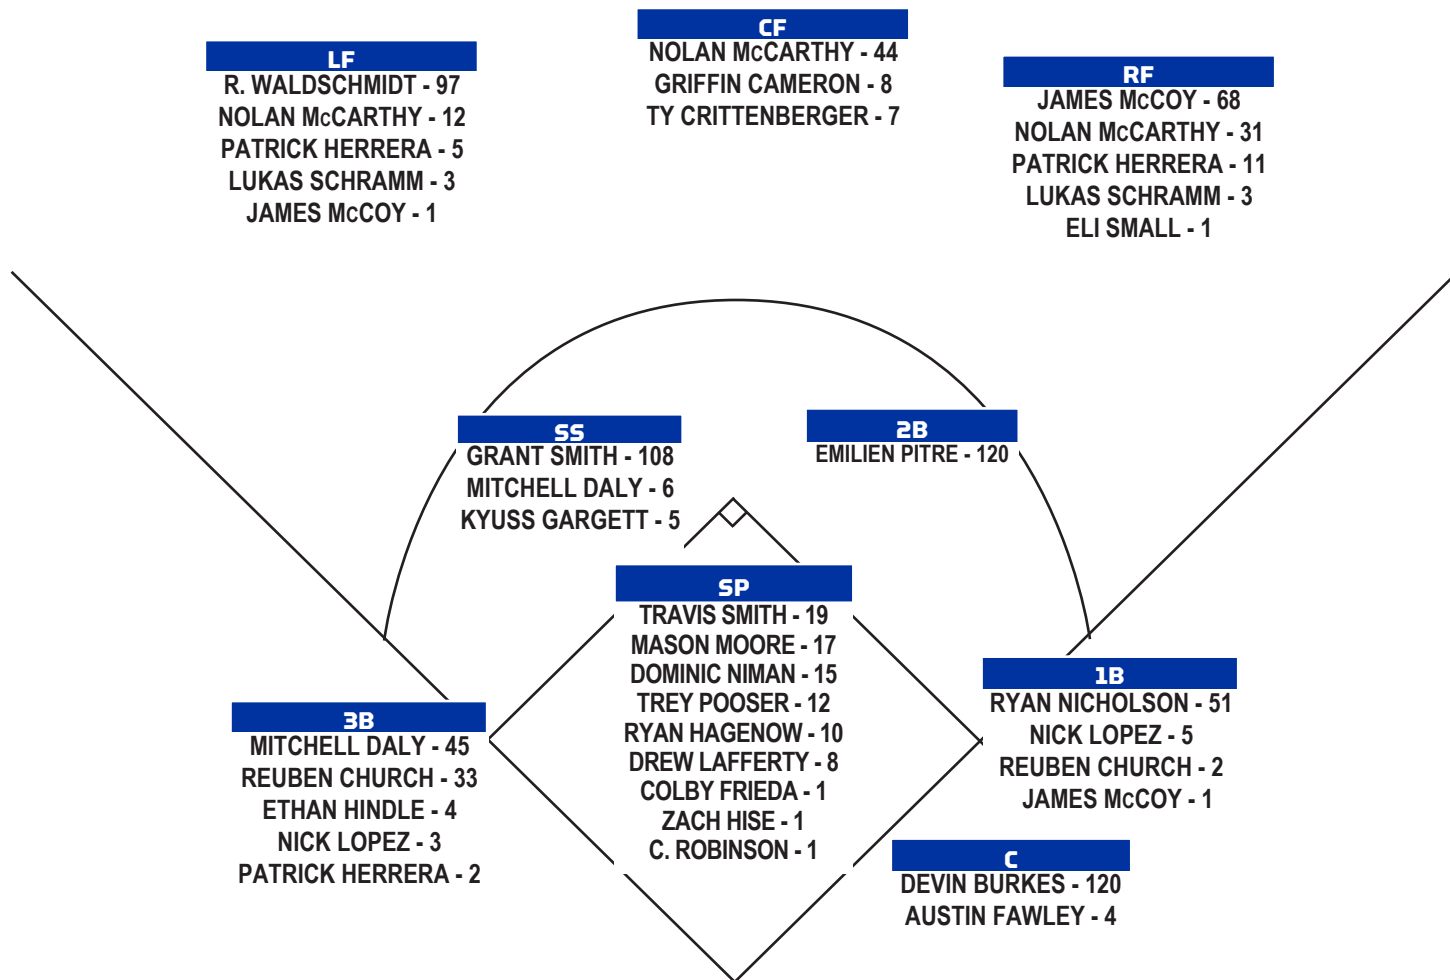 LF
R. WALDSCHMIDT - 97
NOLAN McCARTHY - 12
PATRICK HERRERA - 5
LUKAS SCHRAMM - 3
JAMES McCOY - 1
CF
NOLAN McCARTHY - 44
GRIFFIN CAMERON - 8
TY CRITTENBERGER - 7
RF
JAMES McCOY - 68
NOLAN McCARTHY - 31
PATRICK HERRERA - 11
LUKAS SCHRAMM - 3
ELI SMALL - 1
SS
GRANT SMITH - 108
MITCHELL DALY - 6
KYUSS GARGETT - 5
2B
EMILIEN PITRE - 120
SP
TRAVIS SMITH - 19
MASON MOORE - 17
DOMINIC NIMAN - 15
TREY POOSER - 12
RYAN HAGENOW - 10
DREW LAFFERTY - 8
COLBY FRIEDA - 1
ZACH HISE - 1
C. ROBINSON - 1
3B
MITCHELL DALY - 45
REUBEN CHURCH - 33
ETHAN HINDLE - 4
NICK LOPEZ - 3
PATRICK HERRERA - 2
1B
RYAN NICHOLSON - 51
NICK LOPEZ - 5
REUBEN CHURCH - 2
JAMES McCOY - 1
C
DEVIN BURKES - 120
AUSTIN FAWLEY - 4